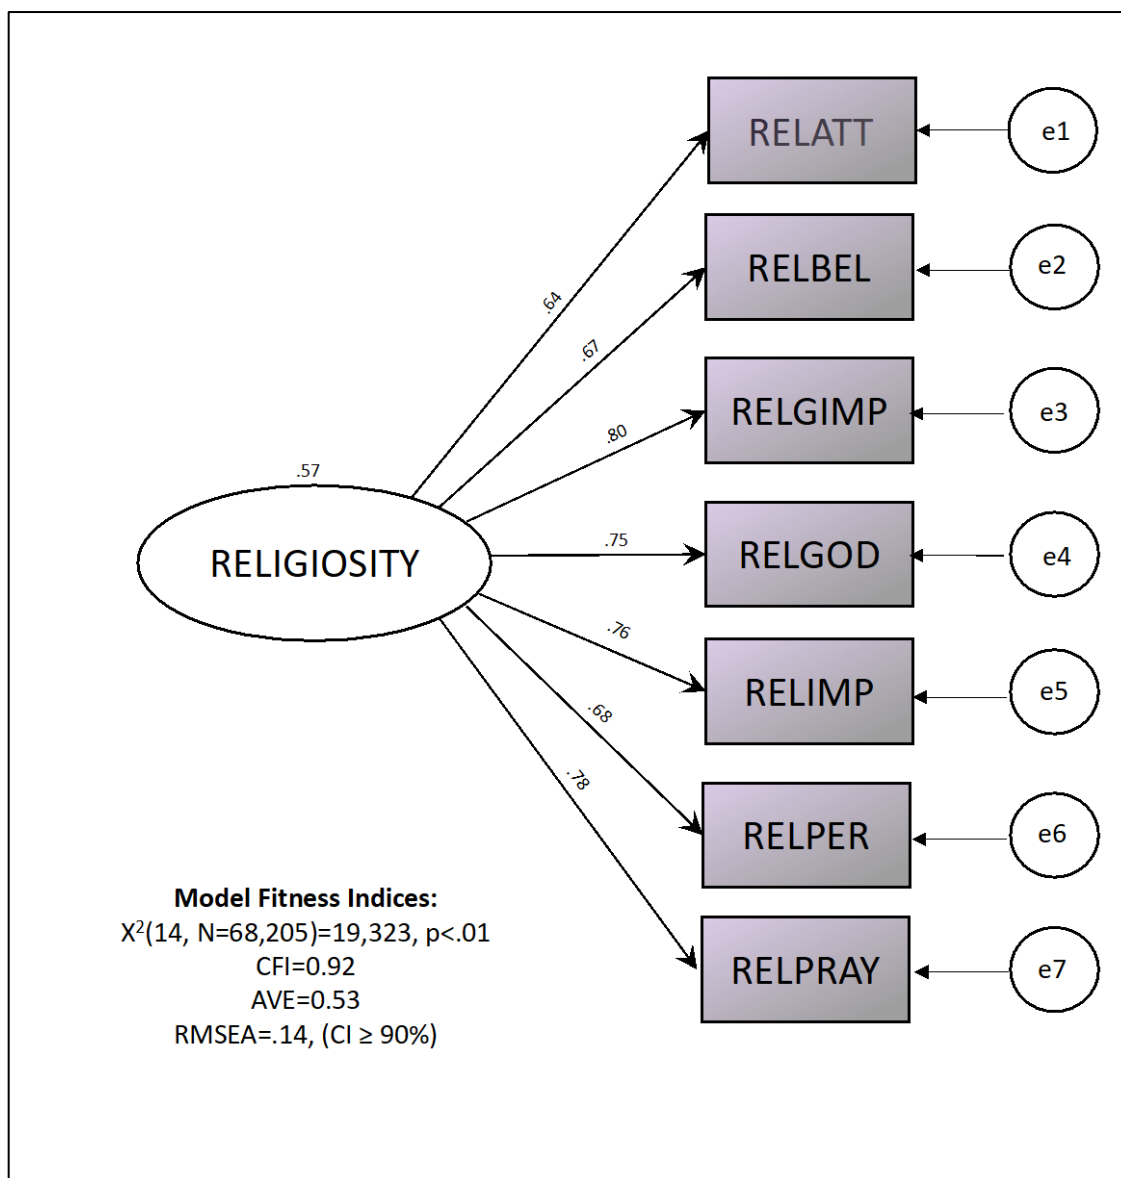 RELATT
e1
RELBEL
e2
.64
.67
RELGIMP
e3
.80
.57
RELIGIOSITY
.75
RELGOD
e4
.76
RELIMP
e5
.68
.78
RELPER
e6
RELPRAY
e7
Model Fitness Indices:
X²(14, N=68,205)=19,323, p<.01
CFI=0.92
AVE=0.53
RMSEA=.14, (CI ≥ 90%)